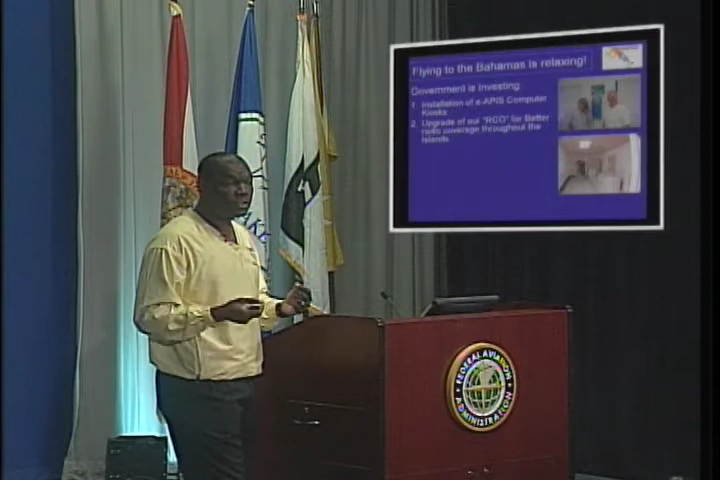 Flying to the Bahamas is relaxing!
Government is Investing
1 Installation of e-APIS Computer
Kiosks
2 Upgrade of our "RCO" for Better
radio coverage throughout the
Islands
FEDERAL AVIATION
ADMINISTRATION